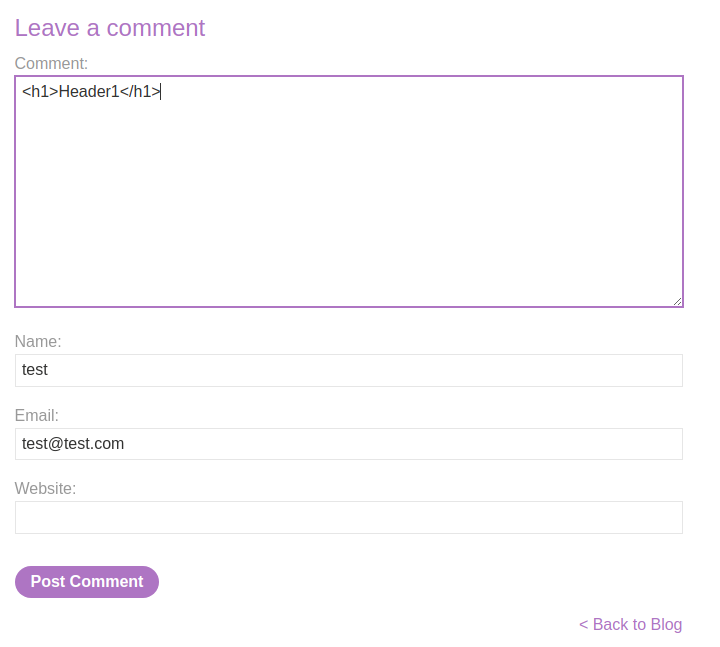 Leave a comment
Comment:
<h1>Header1</h1>
Name:
test
Email:
test@test.com
Website:
Post Comment
< Back to Blog